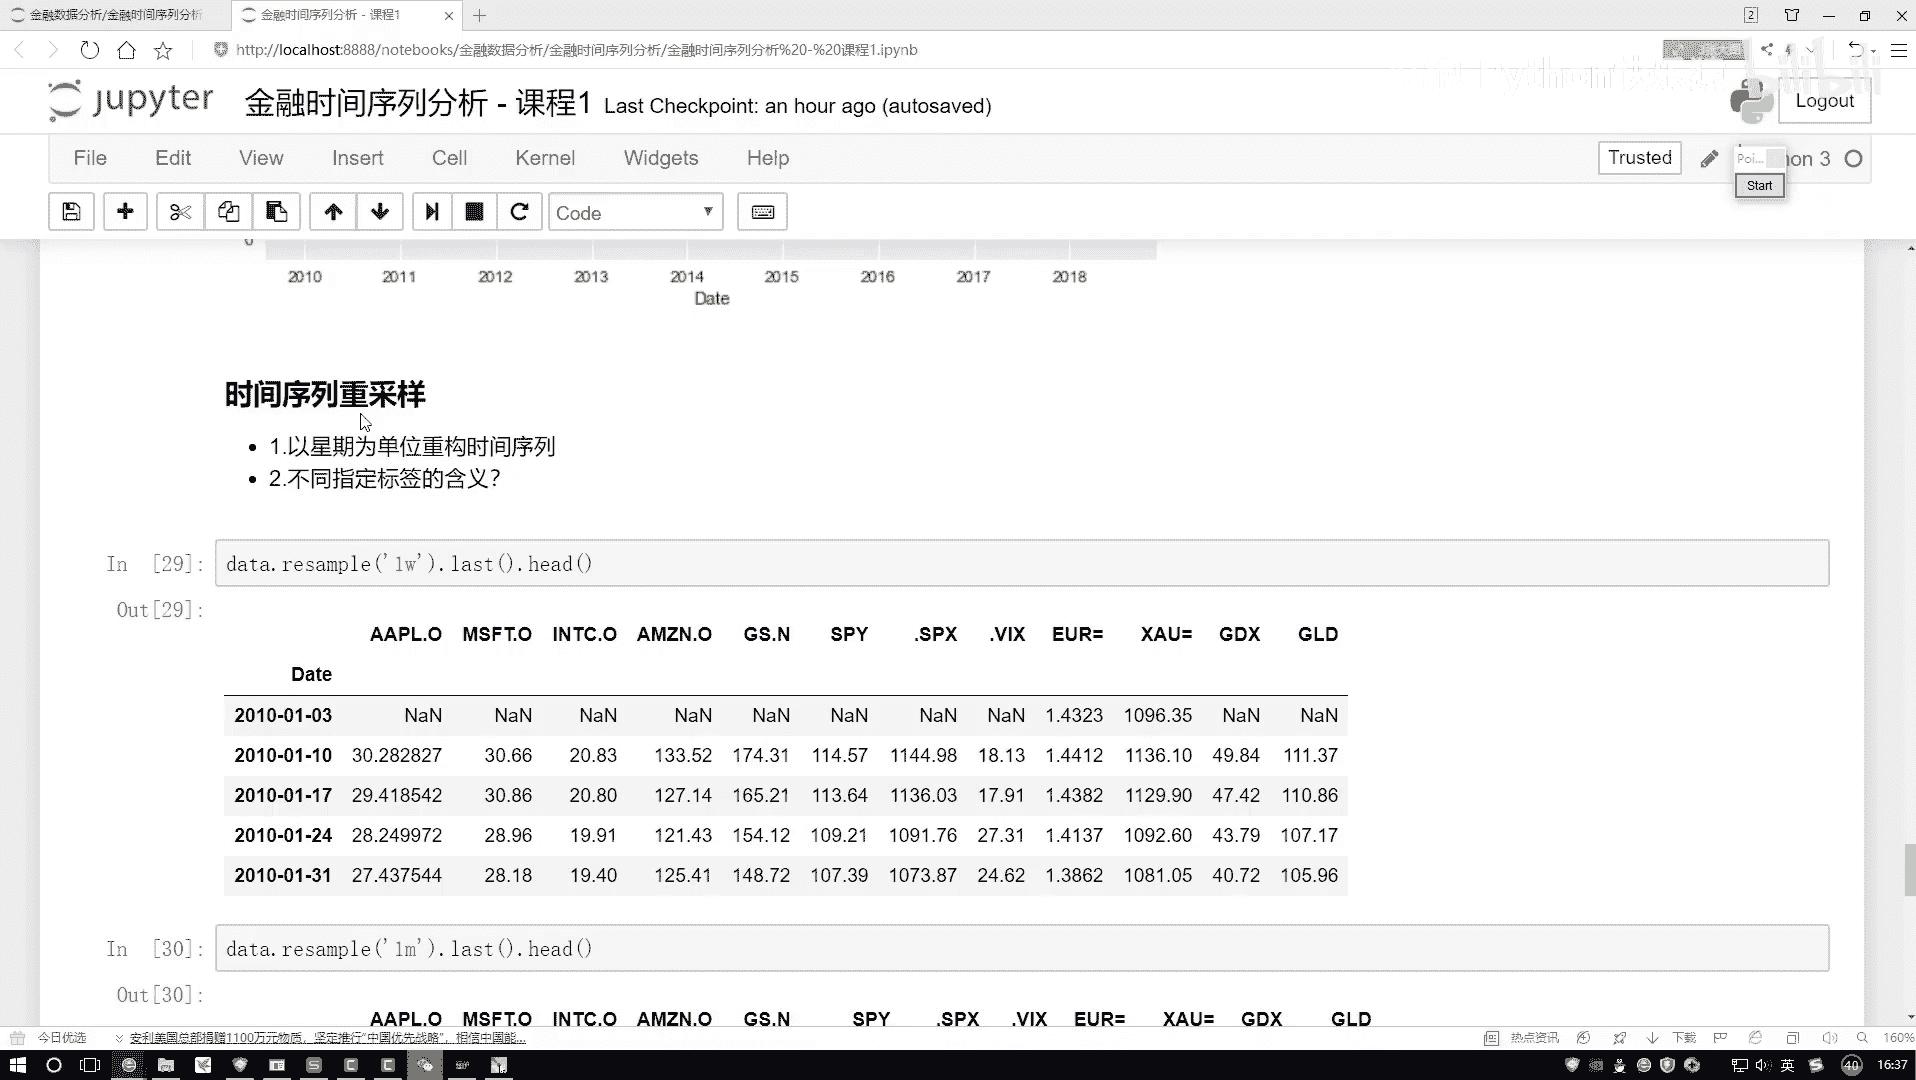 金融数据分析/金融时间序列分析
金融时间序列分析 - 课程1
2
http://localhost:8888/notebooks/金融数据分析/金融时间序列分析/金融时间序列分析%20-%20课程1.ipynb
bilibili
jupyter 金融时间序列分析 - 课程1 Last Checkpoint: an hour ago (autosaved)
Logout
File Edit View Insert Cell Kernel Widgets Help
Trusted
Poi...
hon 3
Start
Code
0
2010 2011 2012 2013 2014 2015 2016 2017 2018
Date
时间序列重采样
1.以星期为单位重构时间序列
2.不同指定标签的含义?
In [29]: data.resample('1w').last().head()
Out[29]:
AAPL.O MSFT.O INTC.O AMZN.O GS.N SPY .SPX .VIX EUR= XAU= GDX GLD
Date
2010-01-03 NaN NaN NaN NaN NaN NaN NaN NaN 1.4323 1096.35 NaN NaN
2010-01-10 30.282827 30.66 20.83 133.52 174.31 114.57 1144.98 18.13 1.4412 1136.10 49.84 111.37
2010-01-17 29.418542 30.86 20.80 127.14 165.21 113.64 1136.03 17.91 1.4382 1129.90 47.42 110.86
2010-01-24 28.249972 28.96 19.91 121.43 154.12 109.21 1091.76 27.31 1.4137 1092.60 43.79 107.17
2010-01-31 27.437544 28.18 19.40 125.41 148.72 107.39 1073.87 24.62 1.3862 1081.05 40.72 105.96
In [30]: data.resample('1m').last().head()
Out[30]:
AAPL.O MSFT.O INTC.O AMZN.O GS.N SPY .SPX .VIX EUR= XAU= GDX GLD
今日优选 安利美国总部捐赠1100万元物质，坚定推行“中国优先战略”，相信中国能...
热点资讯 下载 160%
英 40 16:37